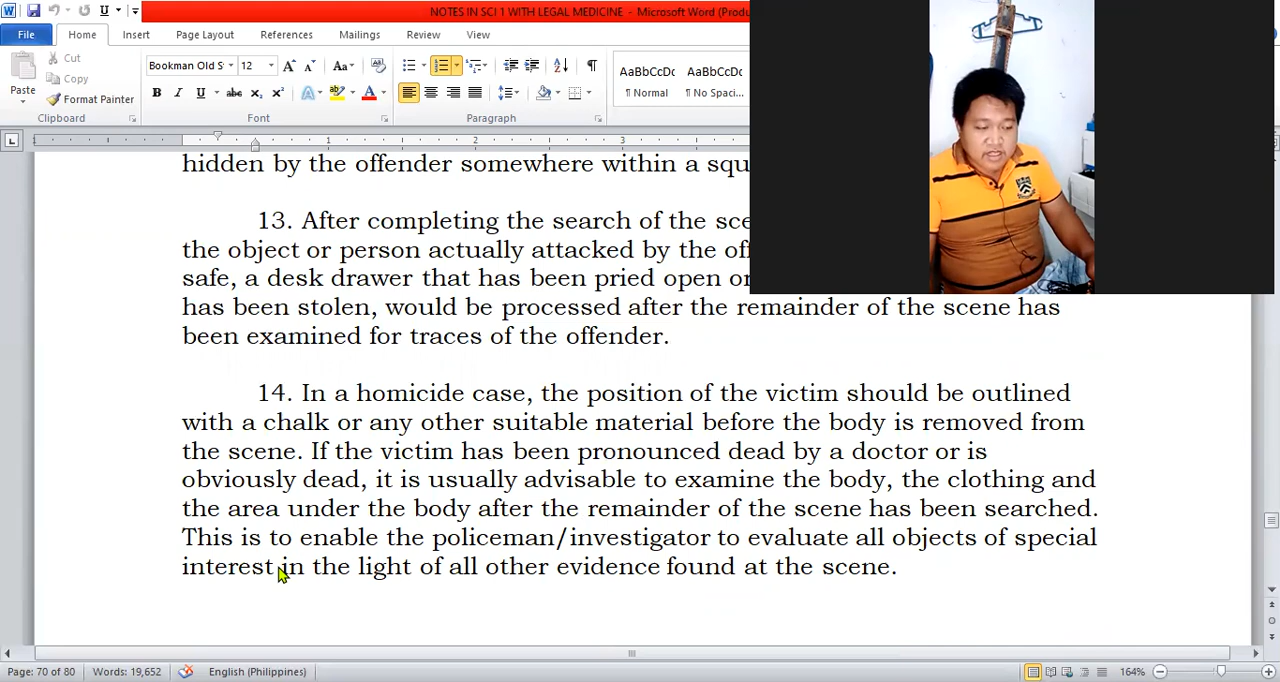 NOTES IN SCI 1 WITH LEGAL MEDICINE - Microsoft Word (Produ
File Home Insert Page Layout References Mailings Review View
Paste
Cut
Copy
Format Painter
Clipboard
Bookman Old S 12
Font
Paragraph
AaBbCcDc AaBbCcDc
¶ Normal ¶ No Spaci...
1 2 3
hidden by the offender somewhere within a squ
13. After completing the search of the sce
the object or person actually attacked by the of
safe, a desk drawer that has been pried open or
has been stolen, would be processed after the remainder of the scene has
been examined for traces of the offender.
14. In a homicide case, the position of the victim should be outlined
with a chalk or any other suitable material before the body is removed from
the scene. If the victim has been pronounced dead by a doctor or is
obviously dead, it is usually advisable to examine the body, the clothing and
the area under the body after the remainder of the scene has been searched.
This is to enable the policeman/investigator to evaluate all objects of special
interest in the light of all other evidence found at the scene.
Page: 70 of 80 Words: 19,652 English (Philippines) 164%